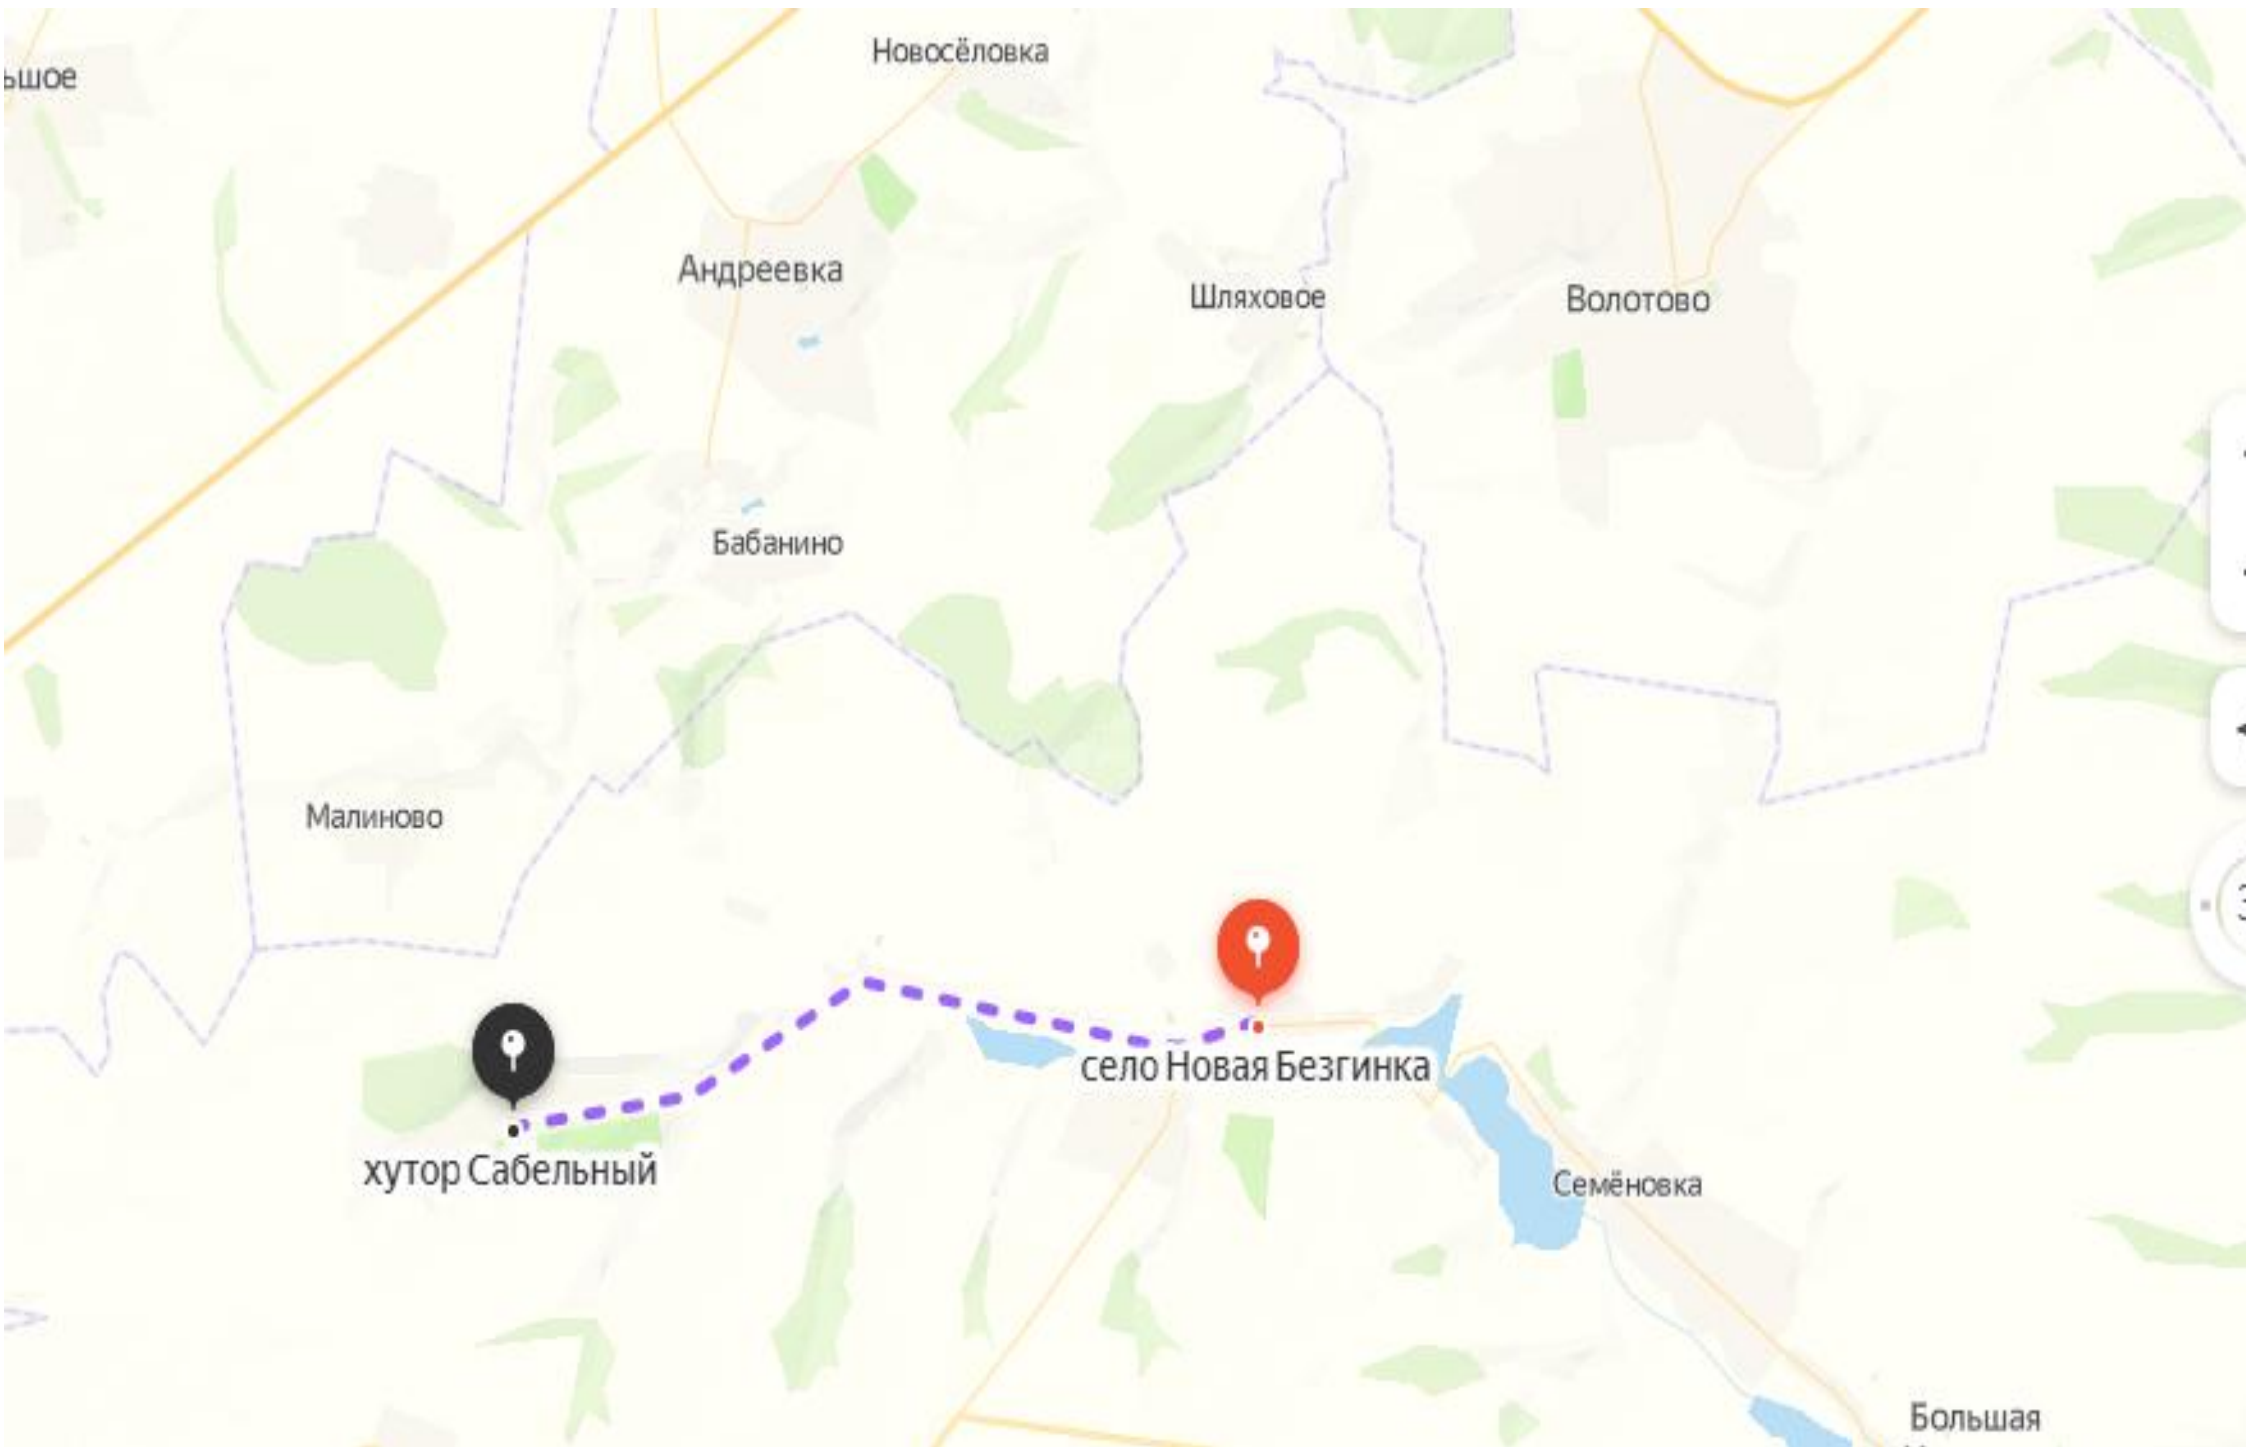 Новосёловка
ьшое
Андреевка
Шляховое
Волотово
Бабанино
Малиново
село Новая Безгинка
хутор Сабельный
Семёновка
Большая